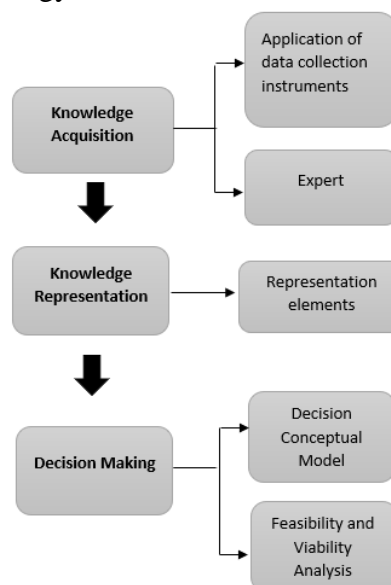 gy
Application of
data collection
instruments
Knowledge
Acquisition
Expert
Knowledge
Representation
Representation
elements
Decision
Conceptual
Model
Decision Making
Feasibility and
Viability
Analysis